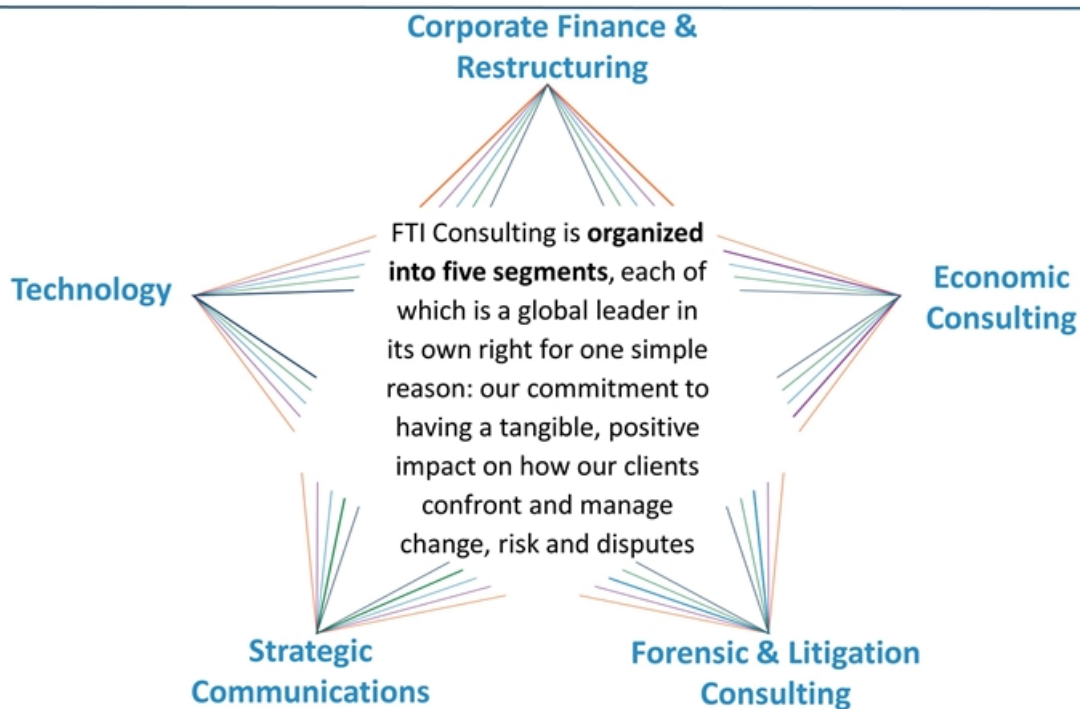 Corporate Finance &
Restructuring
FTI Consulting is organized
into five segments, each of
which is a global leader in
its own right for one simple
reason: our commitment to
having a tangible, positive
impact on how our clients
confront and manage
change, risk and disputes
Technology
Economic
Consulting
Strategic
Communications
Forensic & Litigation
Consulting